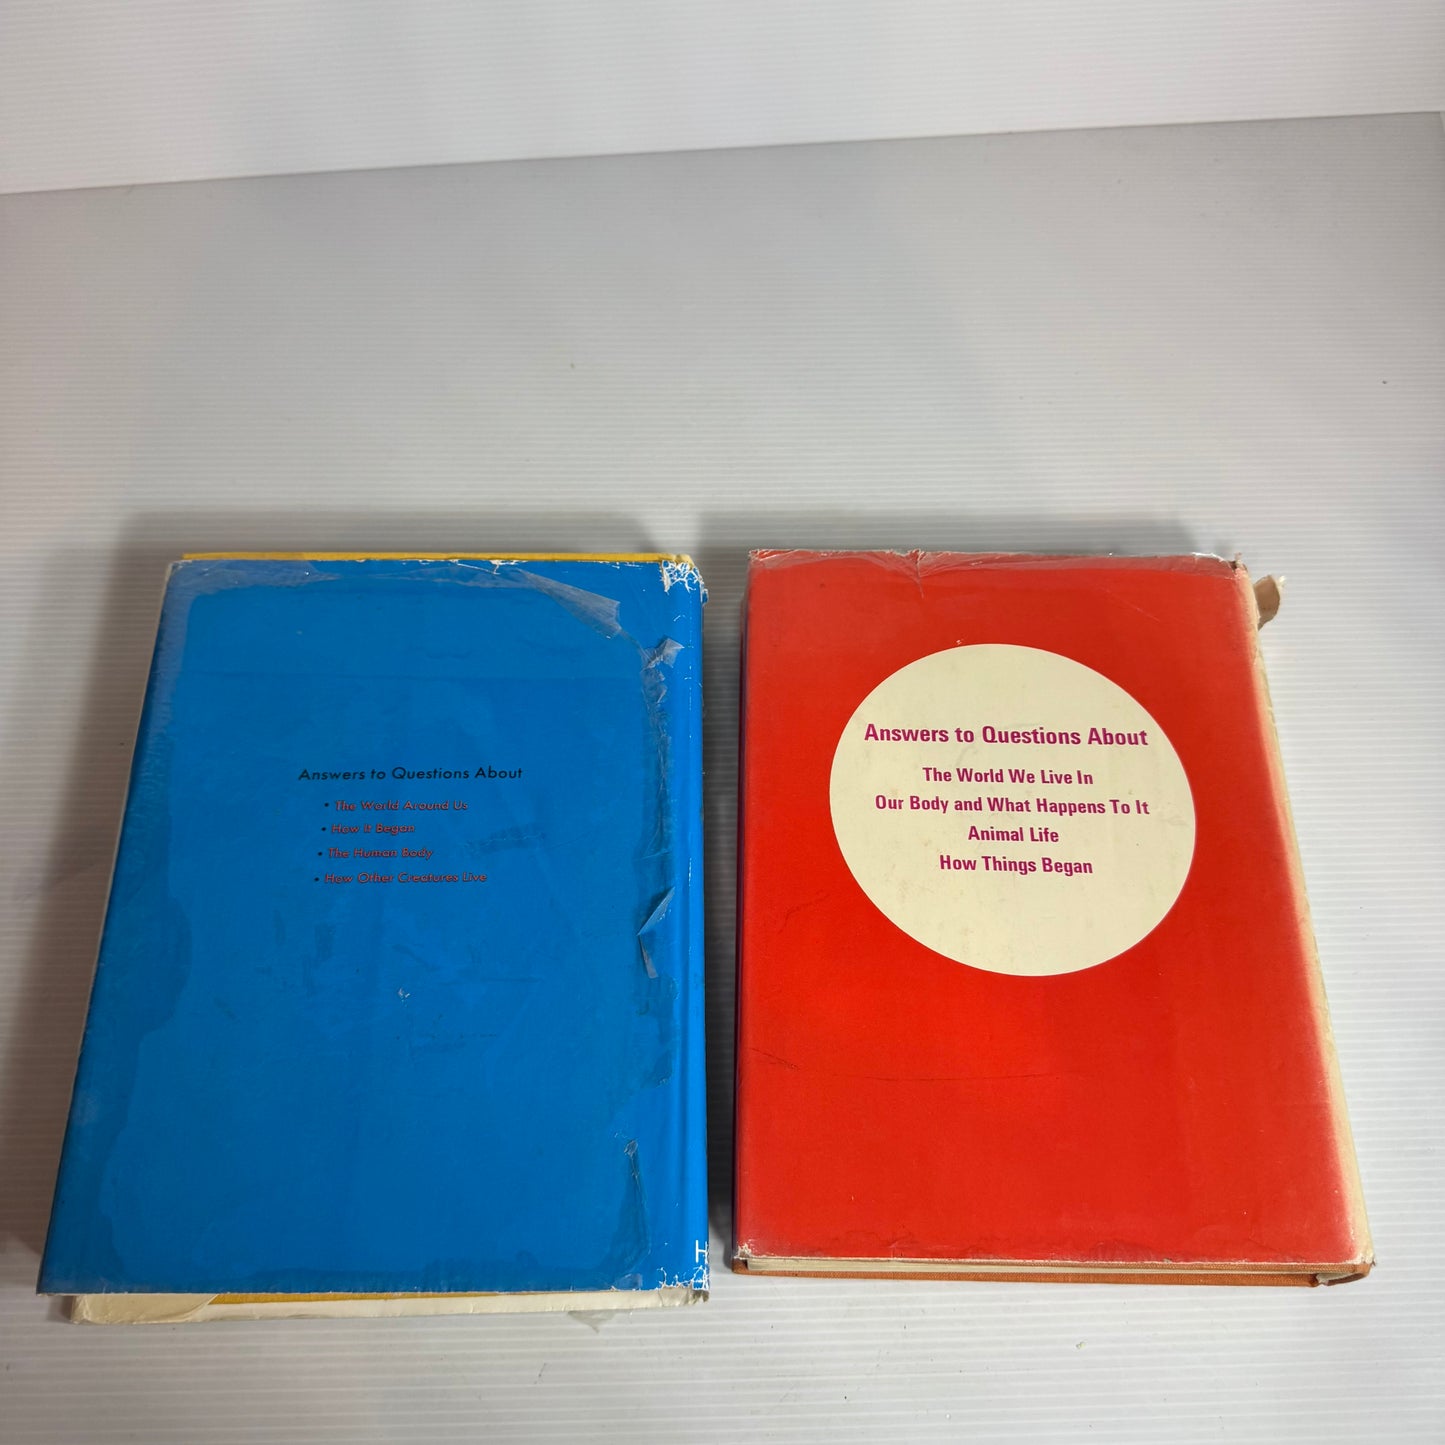 Answers to Questions About
• The World Around Us
• How It Began
• The Human Body
• How Other Creatures Live
H
Answers to Questions About
The World We Live In
Our Body and What Happens To It
Animal Life
How Things Began